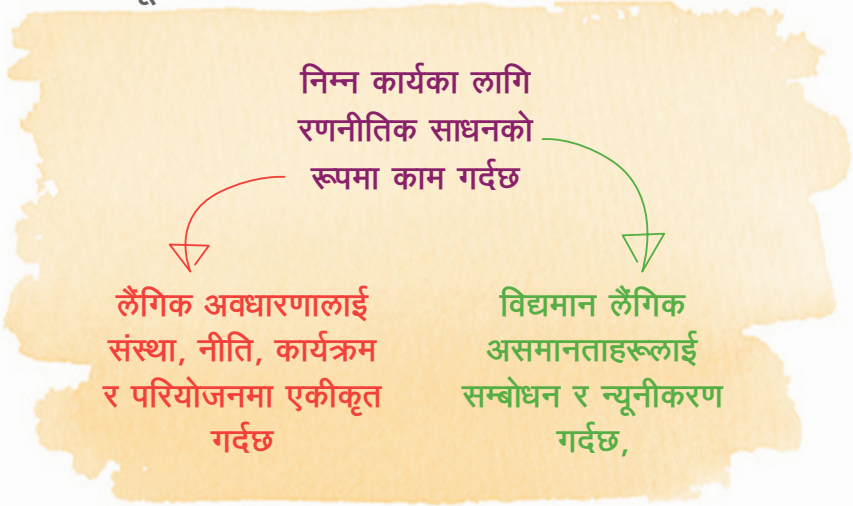 निम्न कार्यका लागि
रणनीतिक साधनको
रूपमा काम गर्दछ
लैंगिक अवधारणालाई
संस्था, नीति, कार्यक्रम
र परियोजनमा एकीकृत
गर्दछ
विद्यमान लैंगिक
असमानताहरूलाई
सम्बोधन र न्यूनीकरण
गर्दछ,